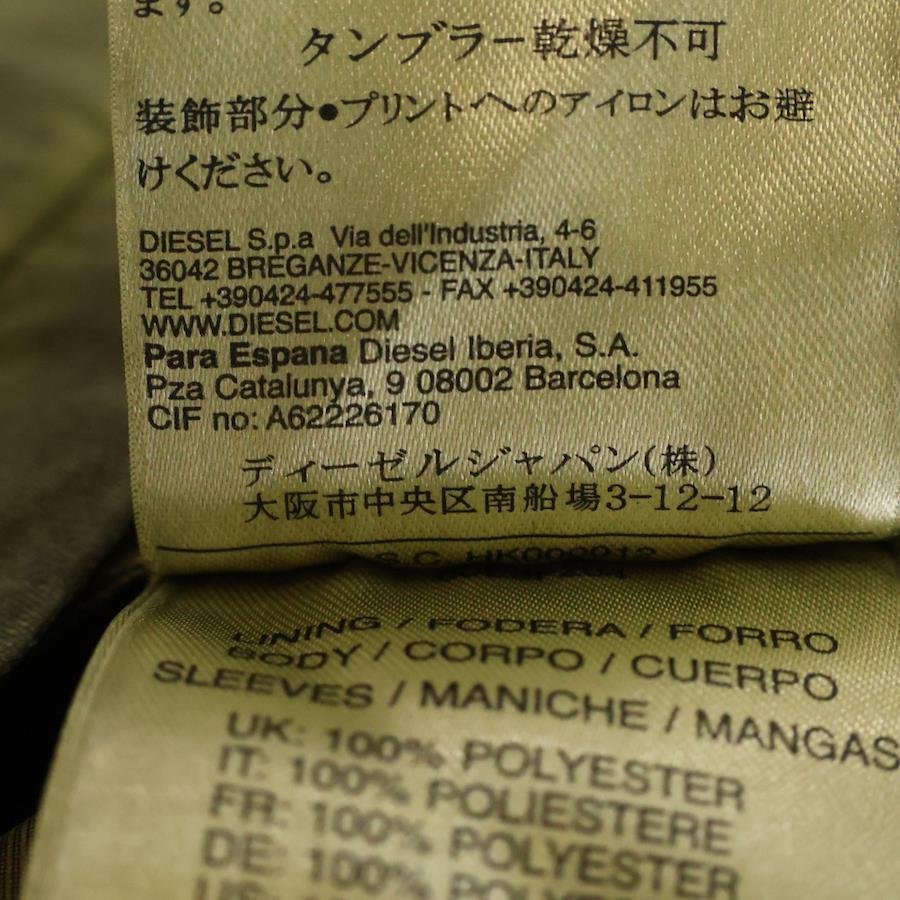 ます。
タンブラー乾燥不可
装飾部分●プリントへのアイロンはお避
けください。
DIESEL S.p.a Via dell'Industria, 4-6
36042 BREGANZE-VICENZA-ITALY
TEL +390424-477555 - FAX +390424-411955
WWW.DIESEL.COM
Para Espana Diesel Iberia, S.A.
Pza Catalunya, 9 08002 Barcelona
CIF no: A62226170
ディーゼルジャパン(株)
大阪市中央区南船場3-12-12
S.C. HK000012
LINING / FODERA / FORRO
BODY / CORPO / CUERPO
SLEEVES / MANICHE / MANGAS
UK: 100% POLYESTER
IT: 100% POLIESTERE
FR: 100% POLYESTER
DE: 100% POLYESTER